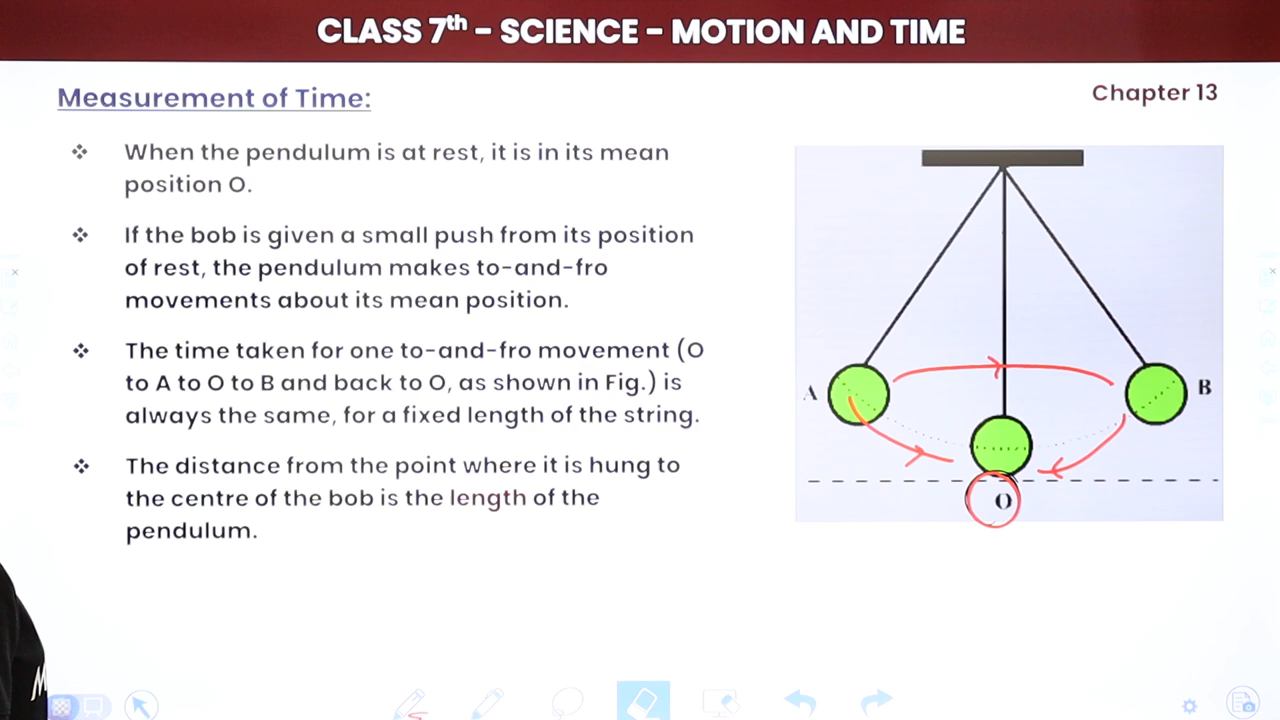 CLASS 7th - SCIENCE - MOTION AND TIME
Measurement of Time:
Chapter 13
❖ When the pendulum is at rest, it is in its mean
position O.
❖ If the bob is given a small push from its position
of rest, the pendulum makes to-and-fro
movements about its mean position.
❖ The time taken for one to-and-fro movement (O
to A to O to B and back to O, as shown in Fig.) is
always the same, for a fixed length of the string.
❖ The distance from the point where it is hung to
the centre of the bob is the length of the
pendulum.
A
B
O
M